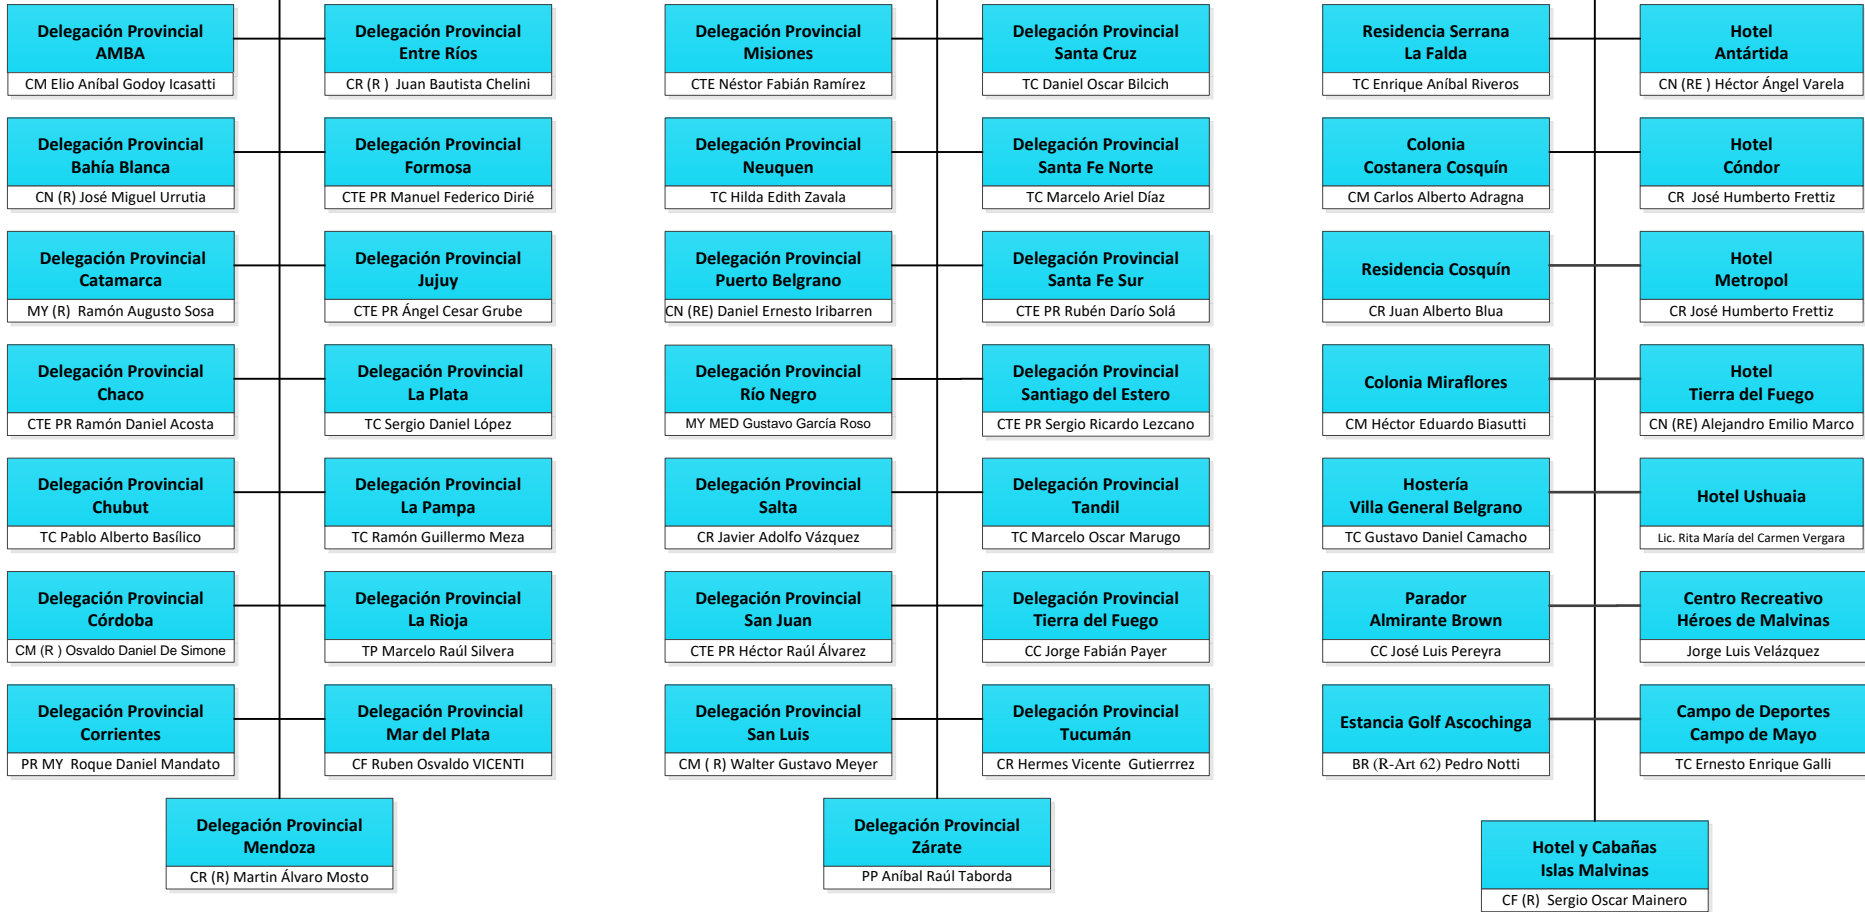 Delegación Provincial
AMBA
CM Elio Aníbal Godoy Icasatti
Delegación Provincial
Entre Ríos
CR (R ) Juan Bautista Chelini
Delegación Provincial
Bahía Blanca
CN (R) José Miguel Urrutia
Delegación Provincial
Formosa
CTE PR Manuel Federico Dirié
Delegación Provincial
Catamarca
MY (R) Ramón Augusto Sosa
Delegación Provincial
Jujuy
CTE PR Ángel Cesar Grube
Delegación Provincial
Chaco
CTE PR Ramón Daniel Acosta
Delegación Provincial
La Plata
TC Sergio Daniel López
Delegación Provincial
Chubut
TC Pablo Alberto Basílico
Delegación Provincial
La Pampa
TC Ramón Guillermo Meza
Delegación Provincial
Córdoba
CM (R ) Osvaldo Daniel De Simone
Delegación Provincial
La Rioja
TP Marcelo Raúl Silvera
Delegación Provincial
Corrientes
PR MY Roque Daniel Mandato
Delegación Provincial
Mar del Plata
CF Ruben Osvaldo VICENTI
Delegación Provincial
Mendoza
CR (R) Martin Álvaro Mosto
Delegación Provincial
Misiones
CTE Néstor Fabián Ramírez
Delegación Provincial
Santa Cruz
TC Daniel Oscar Bilcich
Delegación Provincial
Neuquen
TC Hilda Edith Zavala
Delegación Provincial
Santa Fe Norte
TC Marcelo Ariel Díaz
Delegación Provincial
Puerto Belgrano
CN (RE) Daniel Ernesto Iribarren
Delegación Provincial
Santa Fe Sur
CTE PR Rubén Darío Solá
Delegación Provincial
Río Negro
MY MED Gustavo García Roso
Delegación Provincial
Santiago del Estero
CTE PR Sergio Ricardo Lezcano
Delegación Provincial
Salta
CR Javier Adolfo Vázquez
Delegación Provincial
Tandil
TC Marcelo Oscar Marugo
Delegación Provincial
San Juan
CTE PR Héctor Raúl Álvarez
Delegación Provincial
Tierra del Fuego
CC Jorge Fabián Payer
Delegación Provincial
San Luis
CM ( R) Walter Gustavo Meyer
Delegación Provincial
Tucumán
CR Hermes Vicente Gutierrrez
Delegación Provincial
Zárate
PP Aníbal Raúl Taborda
Residencia Serrana
La Falda
TC Enrique Aníbal Riveros
Hotel
Antártida
CN (RE ) Héctor Ángel Varela
Colonia
Costanera Cosquín
CM Carlos Alberto Adragna
Hotel
Cóndor
CR José Humberto Frettiz
Residencia Cosquín
CR Juan Alberto Blua
Hotel
Metropol
CR José Humberto Frettiz
Colonia Miraflores
CM Héctor Eduardo Biasutti
Hotel
Tierra del Fuego
CN (RE) Alejandro Emilio Marco
Hostería
Villa General Belgrano
TC Gustavo Daniel Camacho
Hotel Ushuaia
Lic. Rita María del Carmen Vergara
Parador
Almirante Brown
CC José Luis Pereyra
Centro Recreativo
Héroes de Malvinas
Jorge Luis Velázquez
Estancia Golf Ascochinga
BR (R-Art 62) Pedro Notti
Campo de Deportes
Campo de Mayo
TC Ernesto Enrique Galli
Hotel y Cabañas
Islas Malvinas
CF (R) Sergio Oscar Mainero